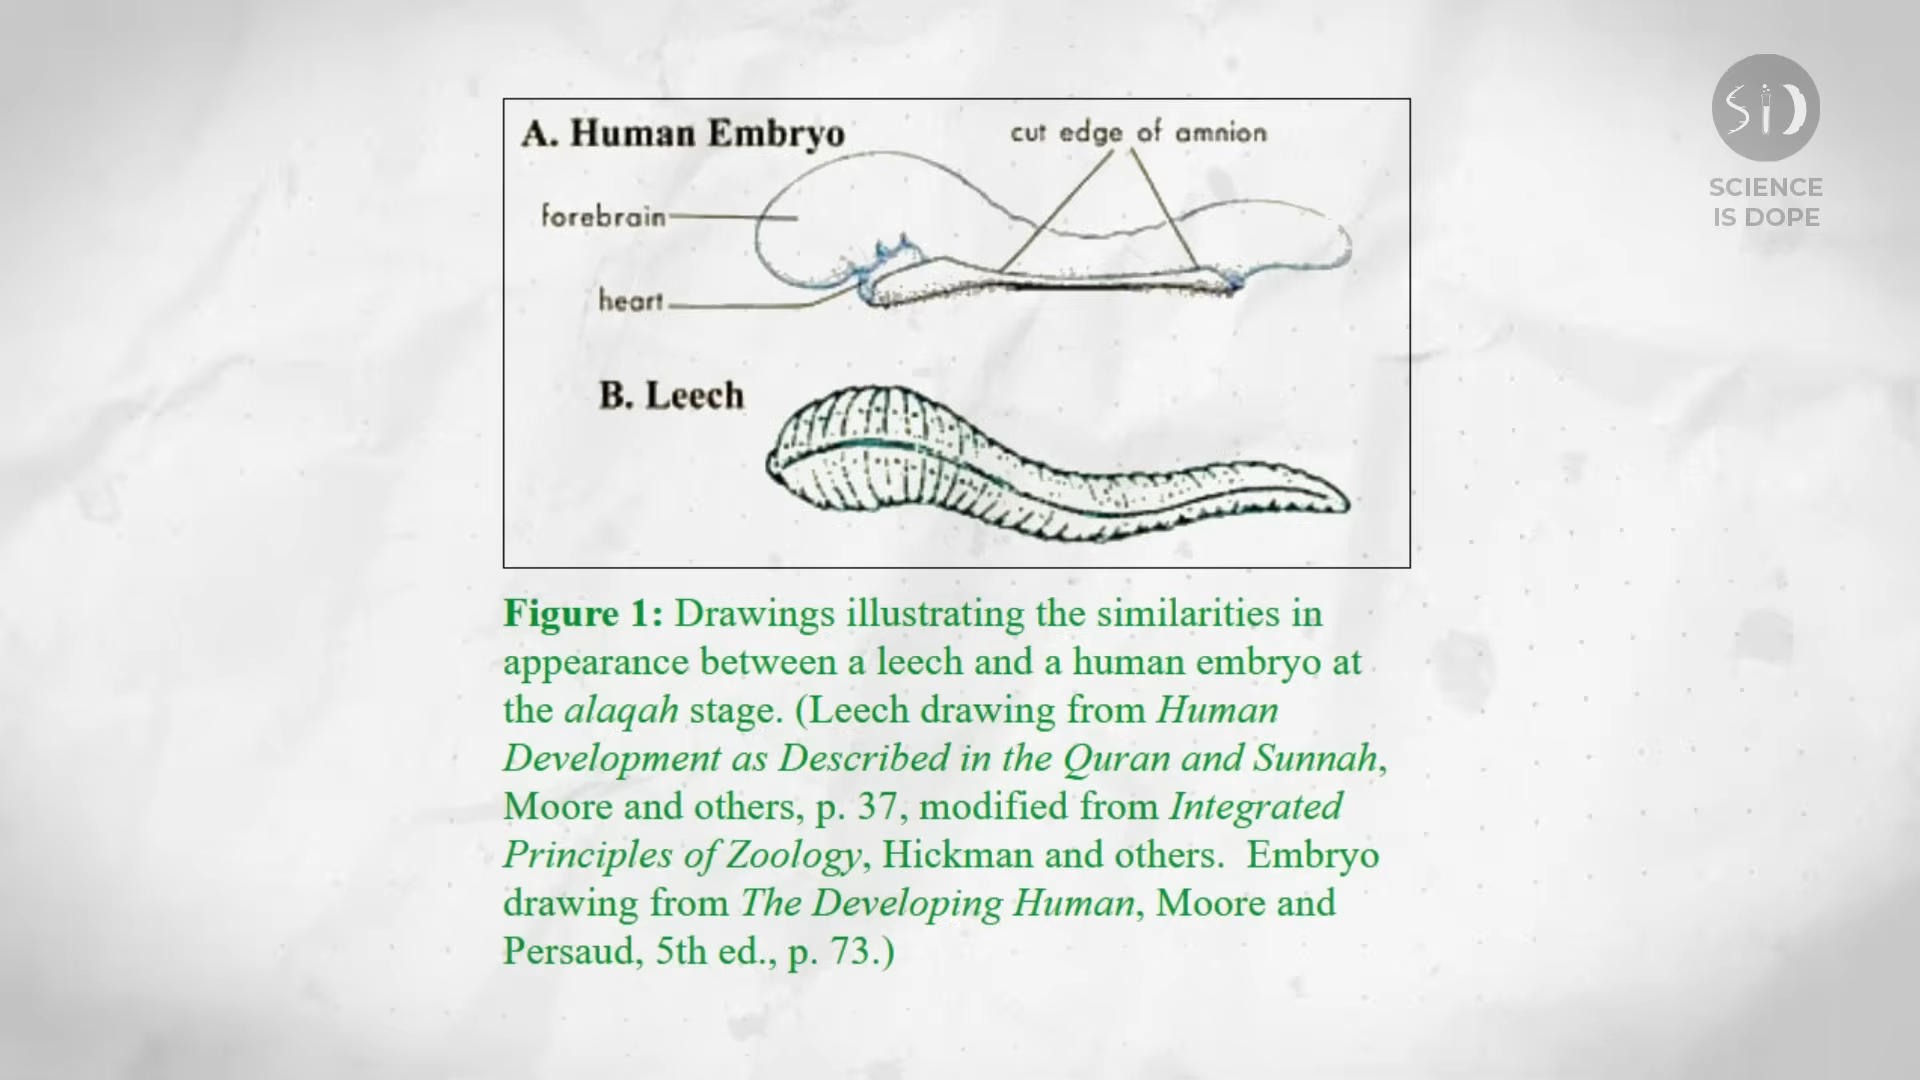 SiD
SCIENCE
IS DOPE
A. Human Embryo
cut edge of amnion
forebrain
heart
B. Leech
Figure 1: Drawings illustrating the similarities in
appearance between a leech and a human embryo at
the alaqah stage. (Leech drawing from Human
Development as Described in the Quran and Sunnah,
Moore and others, p. 37, modified from Integrated
Principles of Zoology, Hickman and others. Embryo
drawing from The Developing Human, Moore and
Persaud, 5th ed., p. 73.)